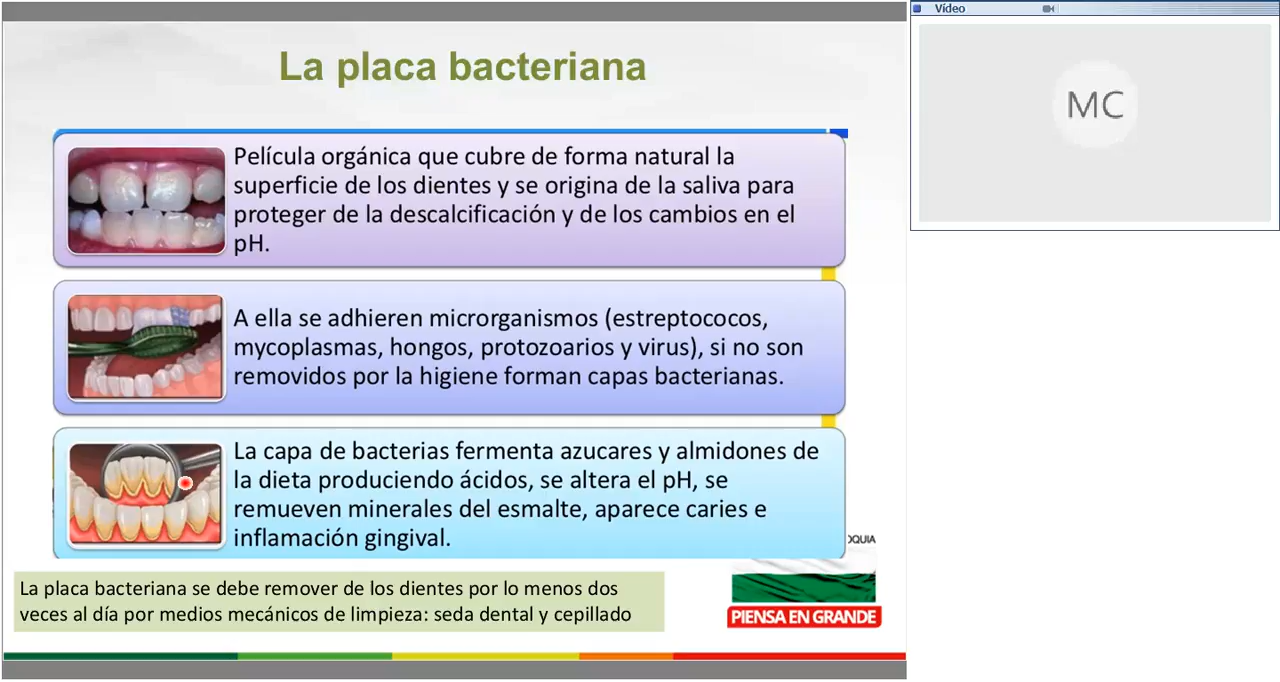 Vídeo
MC
La placa bacteriana
Película orgánica que cubre de forma natural la
superficie de los dientes y se origina de la saliva para
proteger de la descalcificación y de los cambios en el
pH.
A ella se adhieren microrganismos (estreptococos,
mycoplasmas, hongos, protozoarios y virus), si no son
removidos por la higiene forman capas bacterianas.
La capa de bacterias fermenta azucares y almidones de
la dieta produciendo ácidos, se altera el pH, se
remueven minerales del esmalte, aparece caries e
inflamación gingival.
OQUIA
PIENSA EN GRANDE
La placa bacteriana se debe remover de los dientes por lo menos dos
veces al día por medios mecánicos de limpieza: seda dental y cepillado